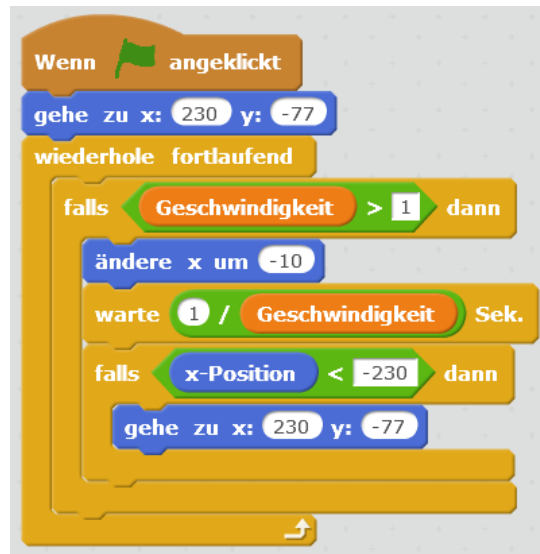 Wenn angeklickt
gehe zu x: 230 y: -77
wiederhole fortlaufend
falls Geschwindigkeit > 1 dann
ändere x um -10
warte 1 / Geschwindigkeit Sek.
falls x-Position < -230 dann
gehe zu x: 230 y: -77